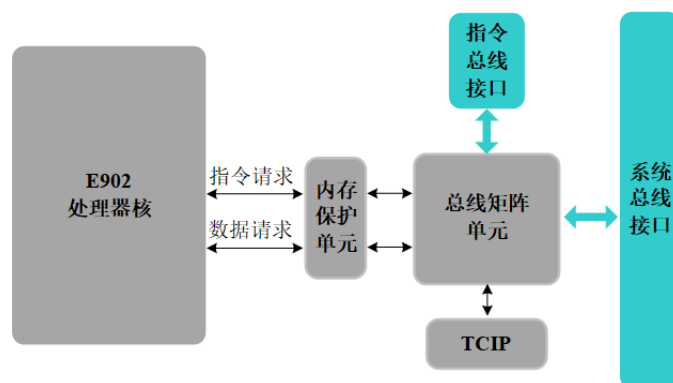 指令
总线
接口
E902
处理器核
指令请求
数据请求
内存
保护
单元
总线矩阵
单元
系统
总线
接口
TCIP